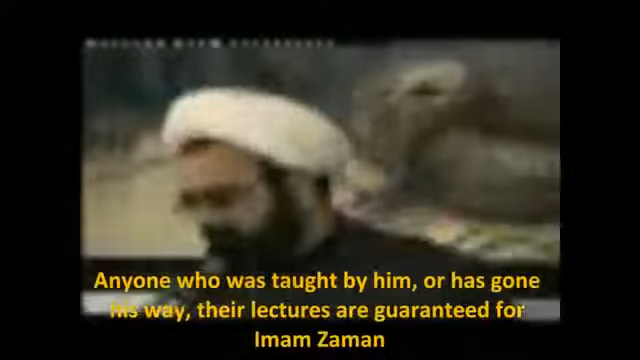 Anyone who was taught by him, or has gone
his way, their lectures are guaranteed for
Imam Zaman